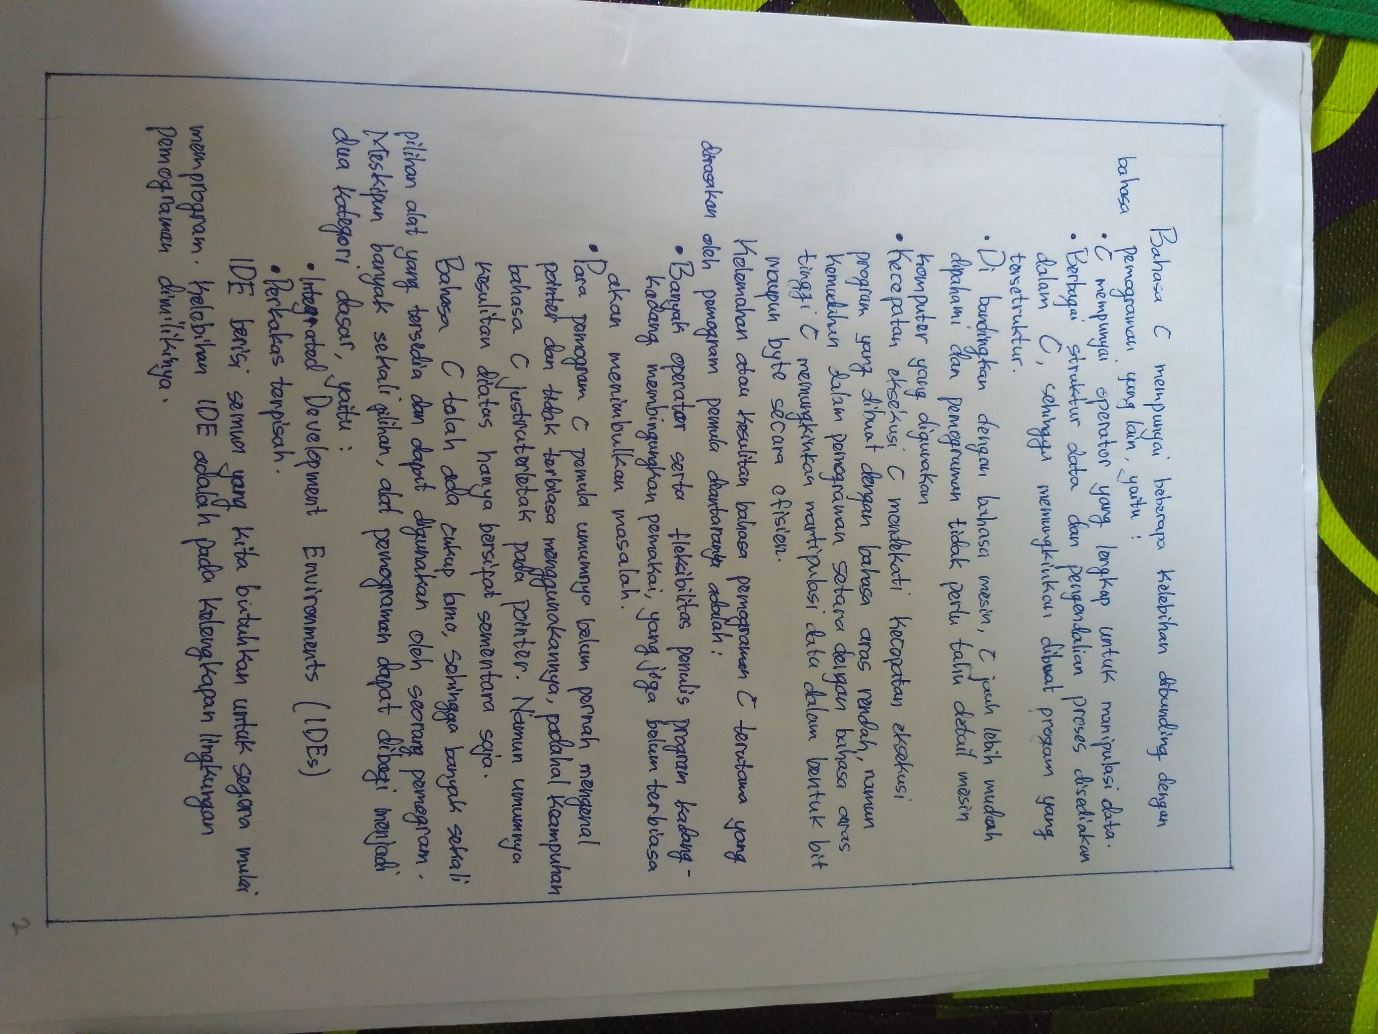 Bahasa C mempunyai beberapa kelebihan dibanding dengan
bahasa pemograman yang lain, yaitu :
• C mempunyai operator yang lengkap untuk manipulasi data.
• Berbagai struktur data dan pengendalian proses disediakan
dalam C, sehingga memungkinkan dibuat program yang
terstruktur.
• Di bandingkan dengan bahasa mesin, C jauh lebih mudah
dipahami dan pemograman tidak perlu tahu detail mesin
komputer yang digunakan
• Kecepatan eksekusi C mendekati kecepatan eksekusi
program yang dibuat dengan bahasa aras rendah, namun
kemudahan dalam pemograman setara dengan bahasa aras
tinggi C memungkinkan manipulasi data dalam bentuk bit
maupun byte secara efisien.
Kelemahan atau kesulitan bahasa pemograman C terutama yang
dirasakan oleh pemogram pemula diantaranya adalah :
• Banyak operator serta fleksibilitas penulis program kadang-
kadang membingungkan pemakai, yang jiga belum terbiasa
akan menimbulkan masalah.
• Para pemogram C pemula umumnya belum pernah mengenal
pointer dan tidak terbiasa menggunakannya, padahal keampuhan
bahasa C justru terletak pada pointer. Namun umumnya
kesulitan diatas hanya bersipat sementara saja.
Bahasa C telah ada cukup lama, sehingga banyak sekali
pilihan alat yang tersedia dan dapat digunakan oleh seorang pemogram.
Meskipun banyak sekali pilihan, alat pemograman dapat dibagi menjadi
dua kategori dasar, yaitu :
• Integrated Development Environments (IDEs)
• Perkakas terpisah.
IDE berisi semua yang kita butuhkan untuk segera mulai
memprogram. Kelebihan IDE adalah pada kelengkapan lingkungan
pemograman dimilikinya.
2